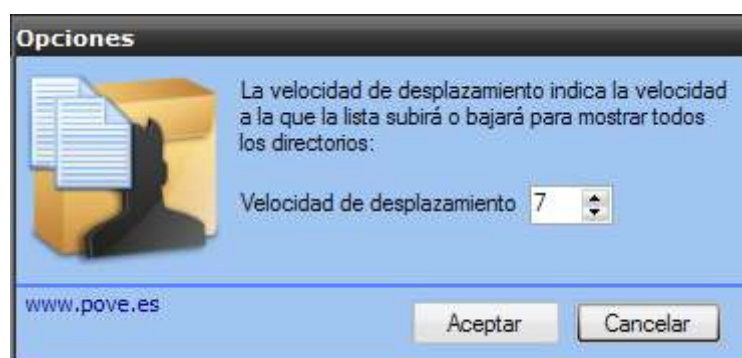 Opciones
La velocidad de desplazamiento indica la velocidad
a la que la lista subirá o bajará para mostrar todos
los directorios:
Velocidad de desplazamiento 7
www.pove.es
Aceptar Cancelar